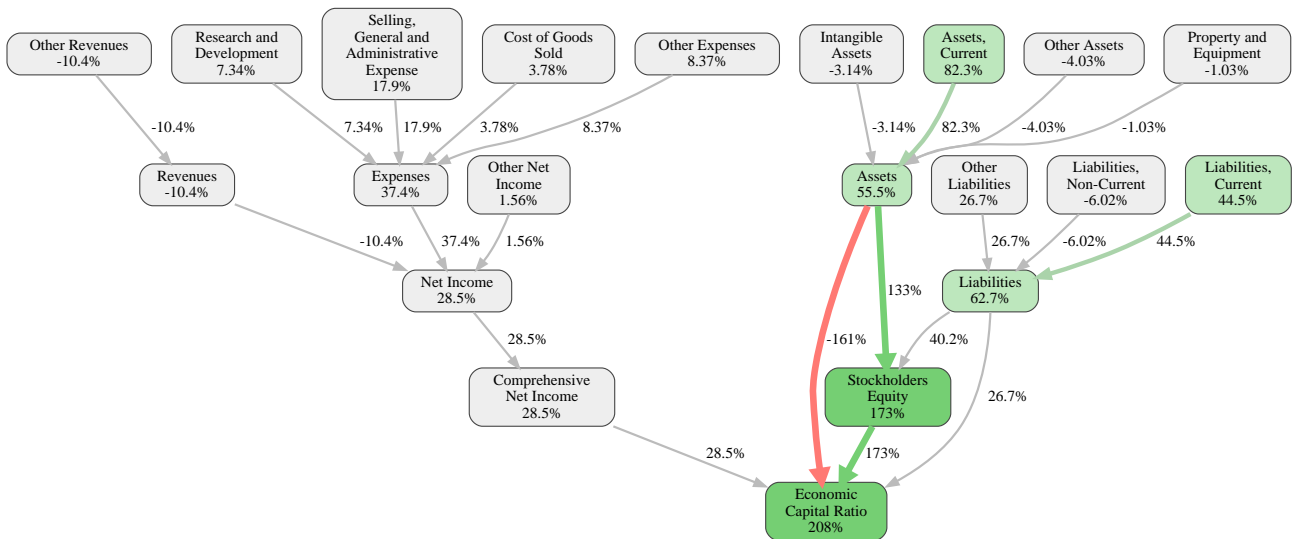 Other Revenues
-10.4%
Research and
Development
7.34%
Selling,
General and
Administrative
Expense
17.9%
Cost of Goods
Sold
3.78%
Other Expenses
8.37%
Intangible
Assets
-3.14%
Assets,
Current
82.3%
Other Assets
-4.03%
Property and
Equipment
-1.03%
-10.4%
7.34%
17.9%
3.78%
8.37%
-3.14%
82.3%
-4.03%
-1.03%
Revenues
-10.4%
Expenses
37.4%
Other Net
Income
1.56%
Assets
55.5%
Other
Liabilities
26.7%
Liabilities,
Non-Current
-6.02%
Liabilities,
Current
44.5%
-10.4%
37.4%
1.56%
26.7%
-6.02%
44.5%
Net Income
28.5%
133%
Liabilities
62.7%
28.5%
-161%
40.2%
Comprehensive
Net Income
28.5%
Stockholders
Equity
173%
26.7%
28.5%
173%
Economic
Capital Ratio
208%